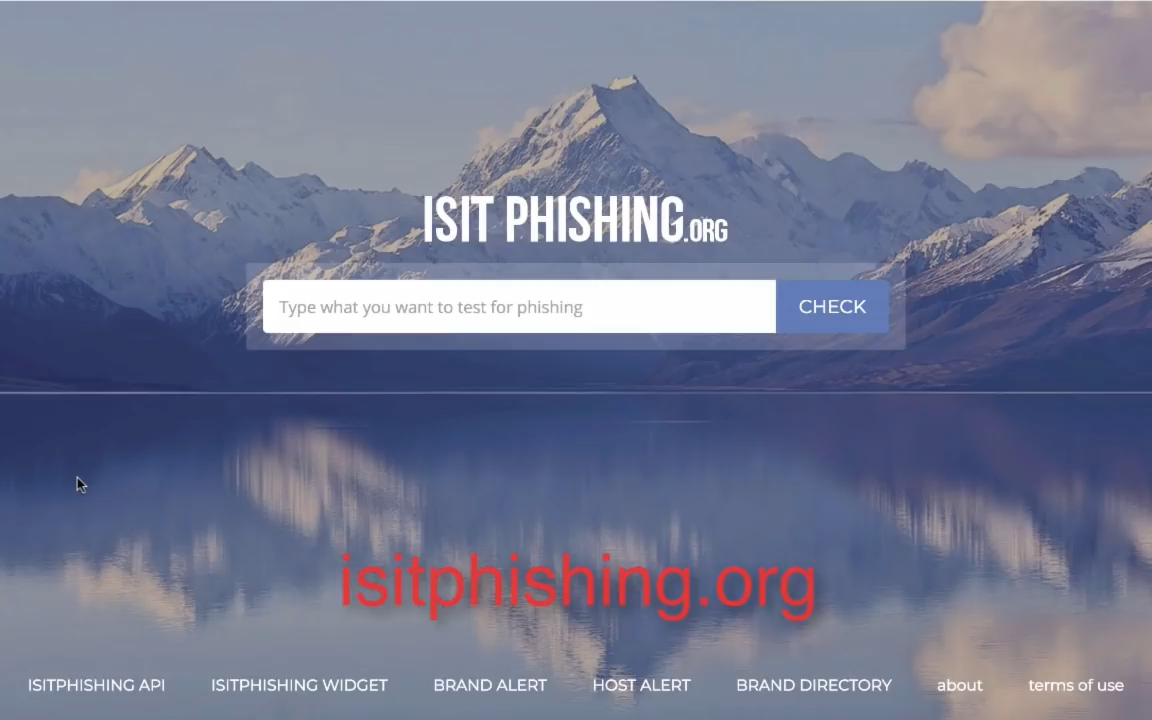 ISIT PHISHING.ORG
Type what you want to test for phishing
CHECK
isitphishing.org
ISITPHISHING API
ISITPHISHING WIDGET
BRAND ALERT
HOST ALERT
BRAND DIRECTORY
about
terms of use